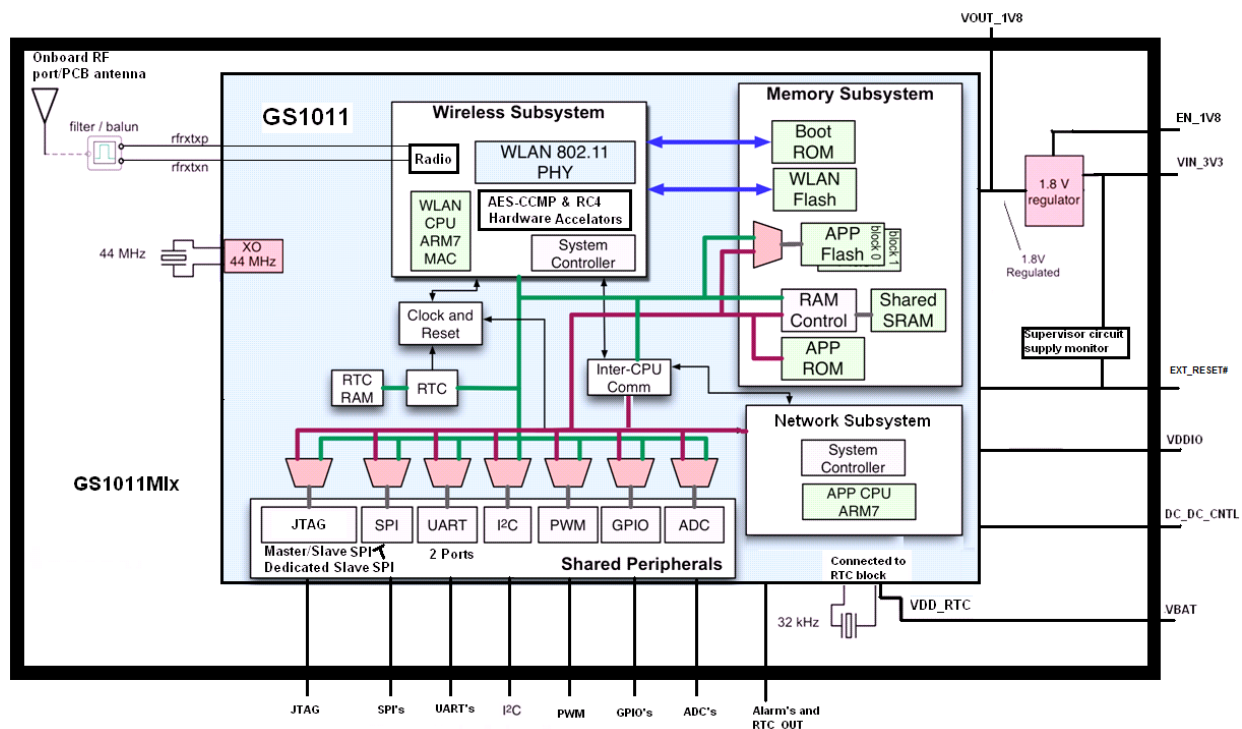 VOUT_1V8
Onboard RF
port/PCB antenna
filter / balun
rfrxtxp
rfrxtxn
GS1011
Wireless Subsystem
Radio
WLAN 802.11
PHY
WLAN
CPU
ARM7
MAC
AES-CCMP & RC4
Hardware Accelators
System
Controller
Memory Subsystem
Boot
ROM
WLAN
Flash
APP
Flash
block 0
block 1
RAM
Control
Shared
SRAM
APP
ROM
EN_1V8
VIN_3V3
1.8 V
regulator
1.8V
Regulated
44 MHz
XO
44 MHz
Clock and
Reset
RTC
RAM
RTC
Inter-CPU
Comm
Supervisor circuit
supply monitor
EXT_RESET#
Network Subsystem
System
Controller
APP CPU
ARM7
VDDIO
DC_DC_CNTL
GS1011MIx
JTAG
SPI
UART
I²C
PWM
GPIO
ADC
Master/Slave SPI
Dedicated Slave SPI
2 Ports
Shared Peripherals
Connected to
RTC block
32 kHz
VDD_RTC
VBAT
JTAG
SPI's
UART's
I²C
PWM
GPIO's
ADC's
Alarm's and
RTC_OUT